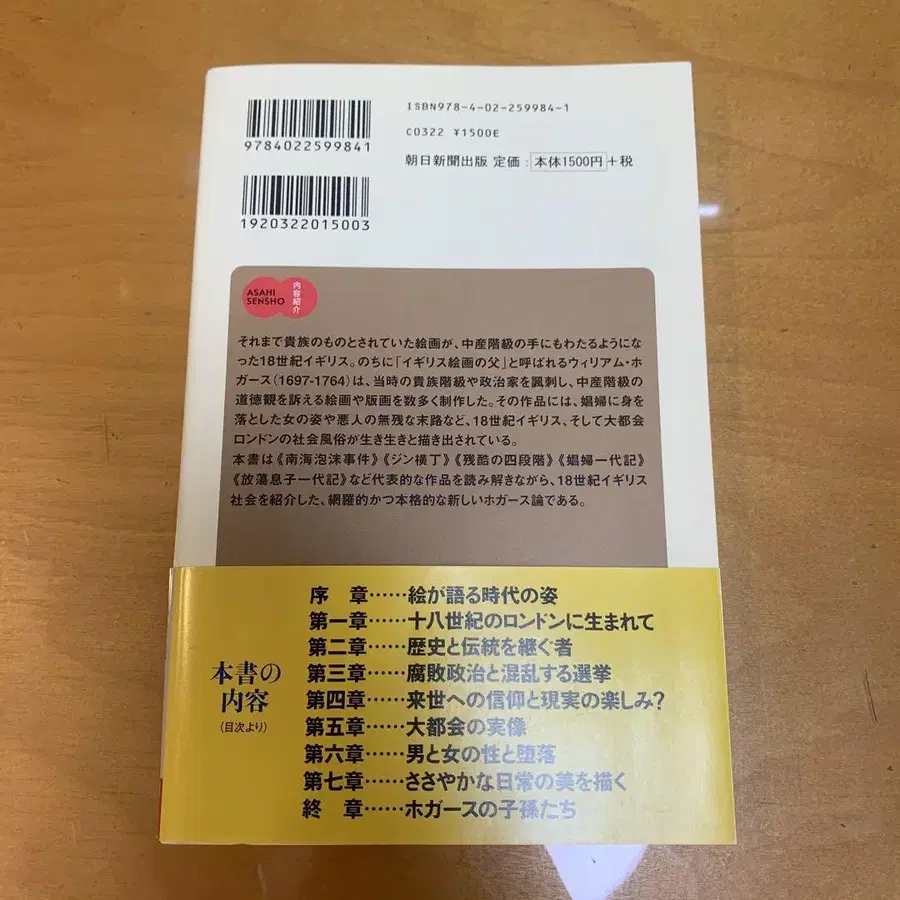 ISBN978-4-02-259984-1
9784022599841
C0322 ¥1500E
朝日新聞出版 定価：本体1500円+税
1920322015003
ASAHI
SENSHO
内容紹介
それまで貴族のものとされていた絵画が、中産階級の手にもわたるようにな
った18世紀イギリス。のちに「イギリス絵画の父」と呼ばれるウィリアム・ホ
ガース(1697-1764)は、当時の貴族階級や政治家を諷刺し、中産階級の
道徳観を訴える絵画や版画を数多く制作した。その作品には、娼婦に身を
落とした女の姿や悪人の無残な末路など、18世紀イギリス、そして大都会
ロンドンの社会風俗が生き生きと描き出されている。
本書は《南海泡沫事件》《ジン横丁》《残酷の四段階》《娼婦一代記》
《放蕩息子一代記》など代表的な作品を読み解きながら、18世紀イギリス
社会を紹介した、網羅的かつ本格的な新しいホガース論である。
本書の
内容
（目次より）
序　章……絵が語る時代の姿
第一章……十八世紀のロンドンに生まれて
第二章……歴史と伝統を継ぐ者
第三章……腐敗政治と混乱する選挙
第四章……来世への信仰と現実の楽しみ？
第五章……大都会の実像
第六章……男と女の性と堕落
第七章……ささやかな日常の美を描く
終　章……ホガースの子孫たち